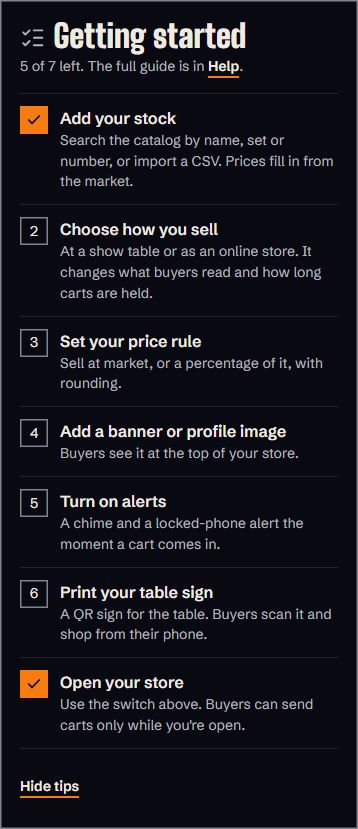 Getting started
5 of 7 left. The full guide is in Help.
Add your stock
Search the catalog by name, set or
number, or import a CSV. Prices fill in from
the market.
2 Choose how you sell
At a show table or as an online store. It
changes what buyers read and how long
carts are held.
3 Set your price rule
Sell at market, or a percentage of it, with
rounding.
4 Add a banner or profile image
Buyers see it at the top of your store.
5 Turn on alerts
A chime and a locked-phone alert the
moment a cart comes in.
6 Print your table sign
A QR sign for the table. Buyers scan it and
shop from their phone.
Open your store
Use the switch above. Buyers can send
carts only while you're open.
Hide tips